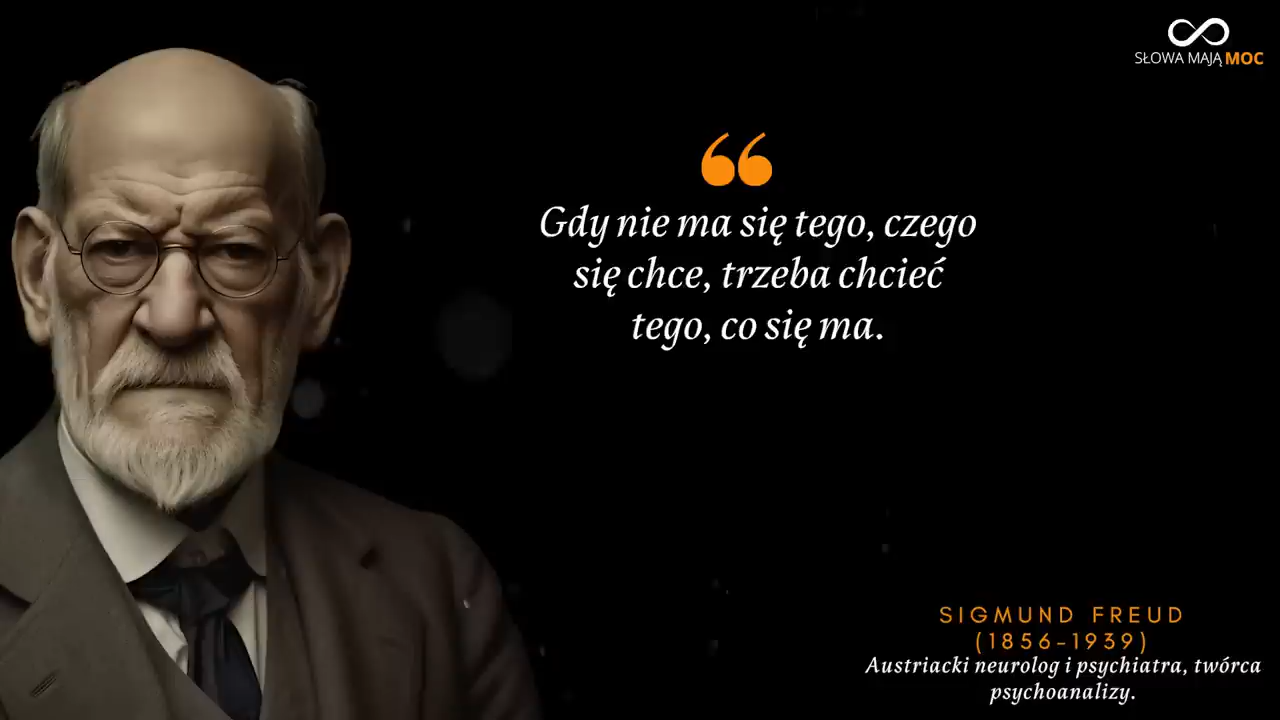 SŁOWA MAJĄ MOC
Gdy nie ma się tego, czego
się chce, trzeba chcieć
tego, co się ma.
SIGMUND FREUD
(1856-1939)
Austriacki neurolog i psychiatra, twórca
psychoanalizy.